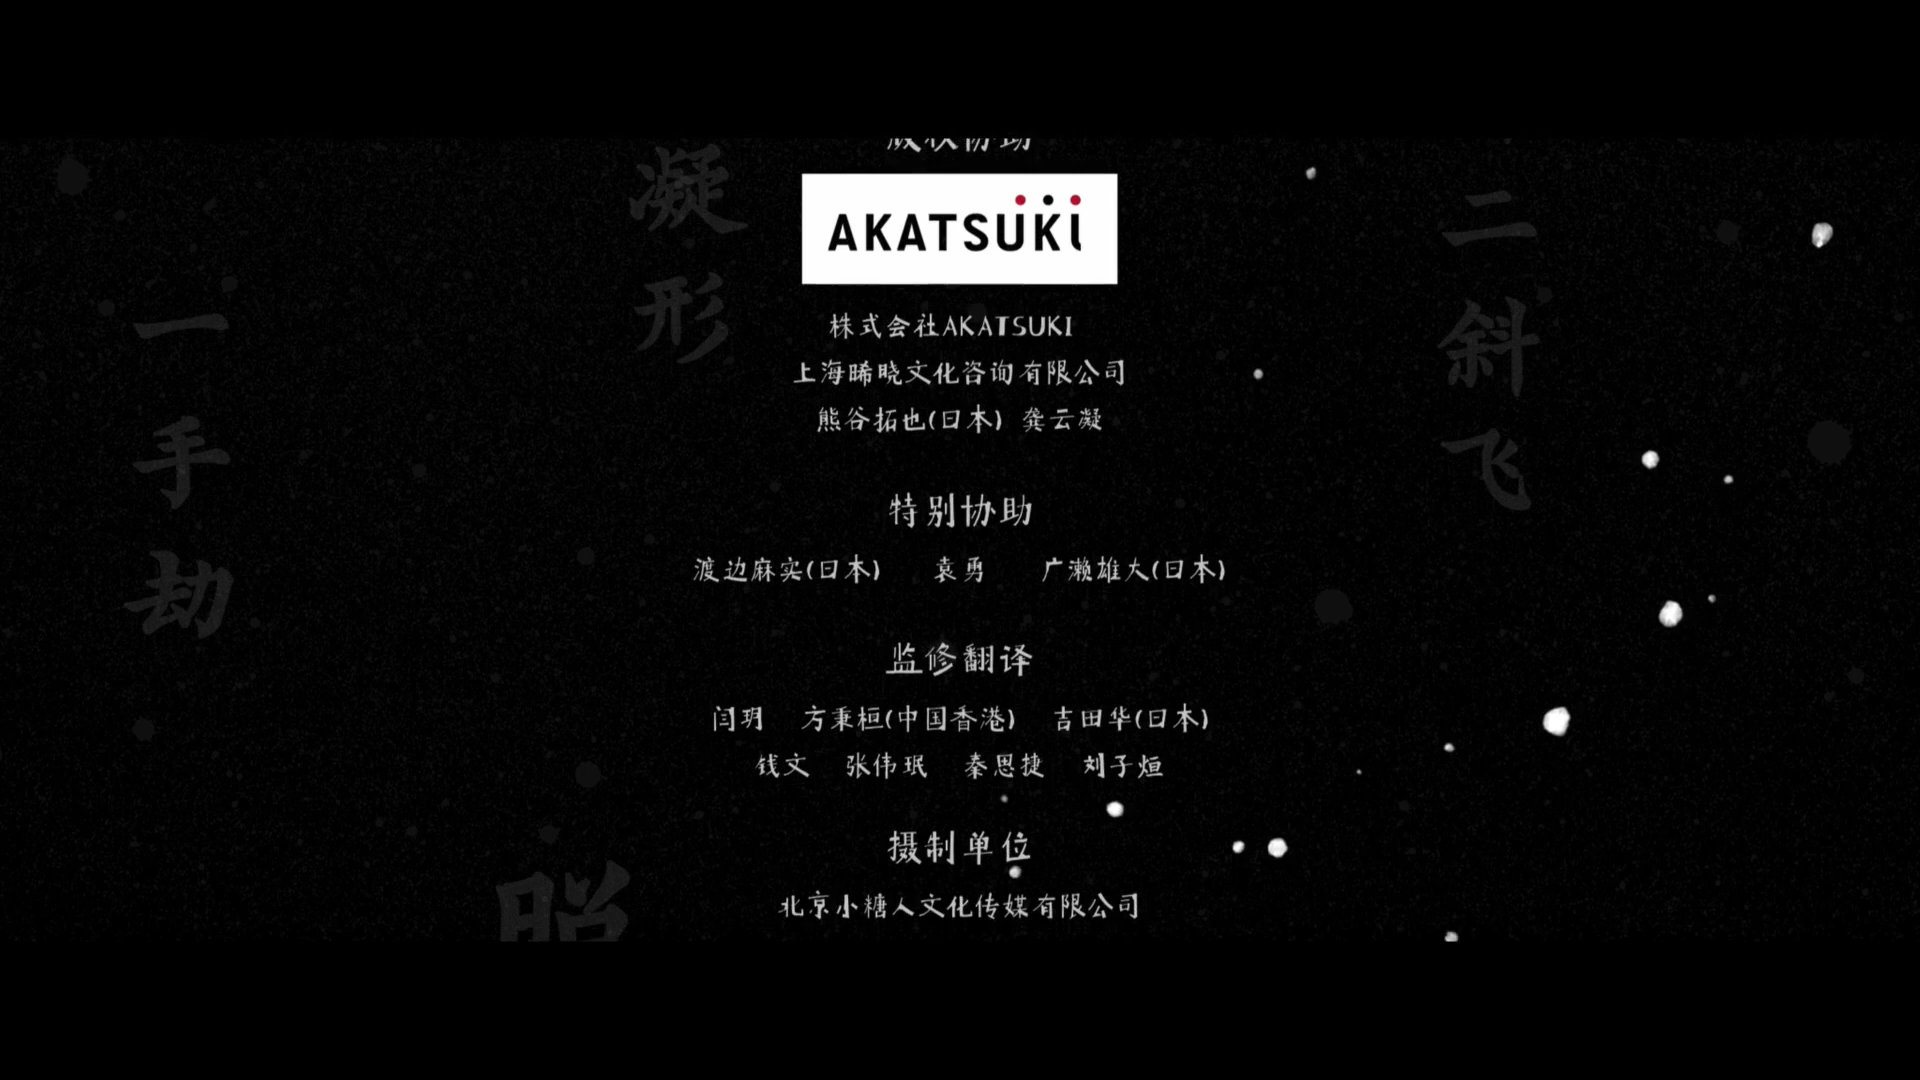 版权协助
AKATSUKI
株式会社AKATSUKI
上海晞晓文化咨询有限公司
熊谷拓也(日本) 龚云凝
特别协助
渡边麻实(日本) 袁勇 广濑雄大(日本)
监修翻译
闫玥 方秉桓(中国香港) 吉田华(日本)
钱文 张伟珉 秦恩捷 刘子烜
摄制单位
北京小糖人文化传媒有限公司
凝形
二斜飞
一手劫